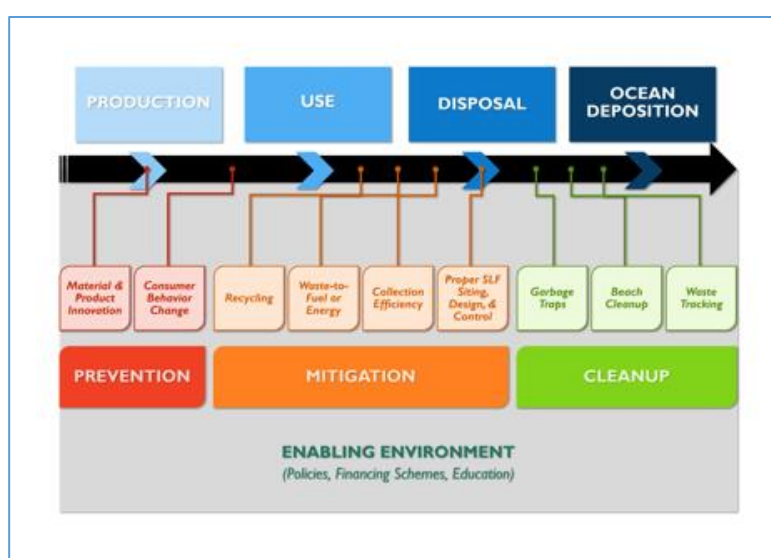 PRODUCTION
USE
DISPOSAL
OCEAN
DEPOSITION
Material &
Product
Innovation
Consumer
Behavior
Change
Recycling
Waste-to-
Fuel or
Energy
Collection
Efficiency
Proper SLF
Siting,
Design, &
Control
Garbage
Traps
Beach
Cleanup
Waste
Tracking
PREVENTION
MITIGATION
CLEANUP
ENABLING ENVIRONMENT
(Policies, Financing Schemes, Education)